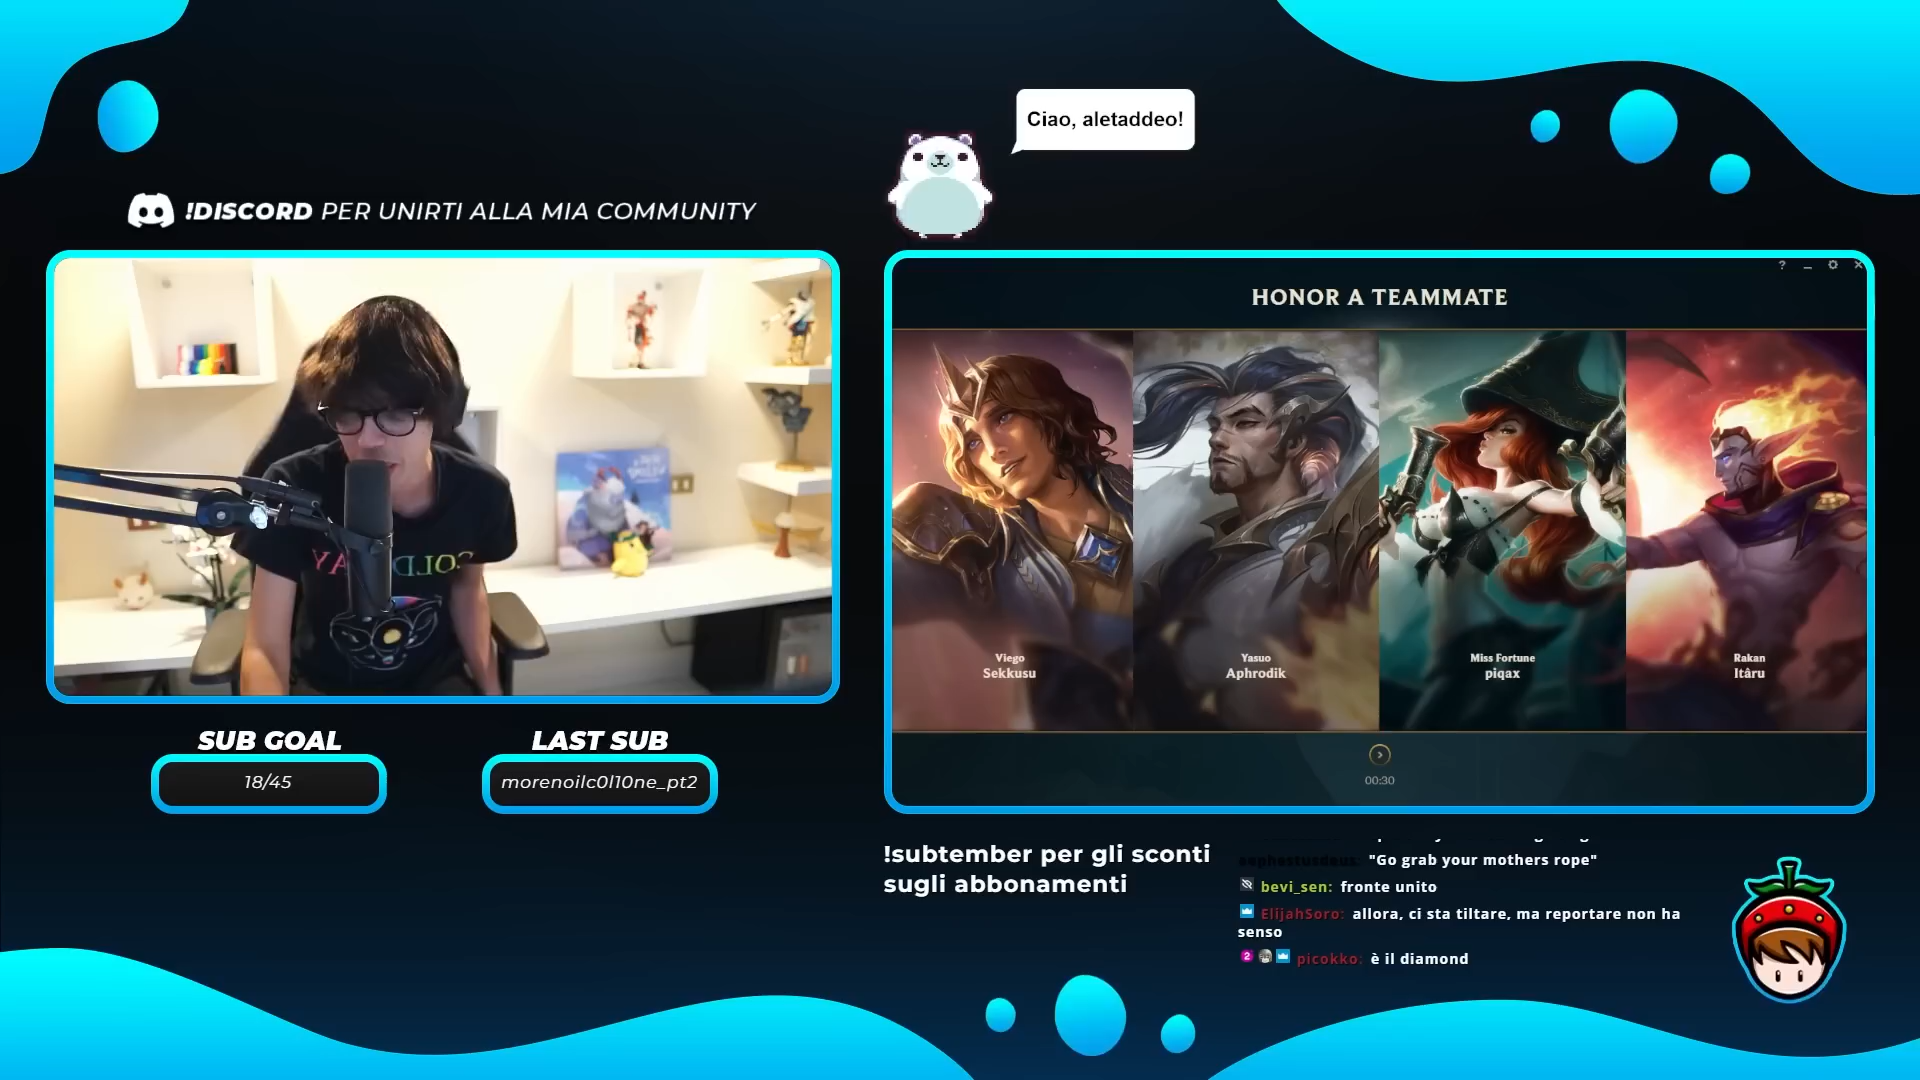 Ciao, aletaddeo!
!DISCORD PER UNIRTI ALLA MIA COMMUNITY
HONOR A TEAMMATE
Viego
Sekkusu
Yasuo
Aphrodik
Miss Fortune
piqax
Rakan
Itâru
00:30
SUB GOAL
18/45
LAST SUB
morenoilc0l10ne_pt2
!subtember per gli sconti
sugli abbonamenti
"Go grab your mothers rope"
bevi_sen: fronte unito
ElijahSoro: allora, ci sta tiltare, ma reportare non ha
senso
2 picokko: è il diamond